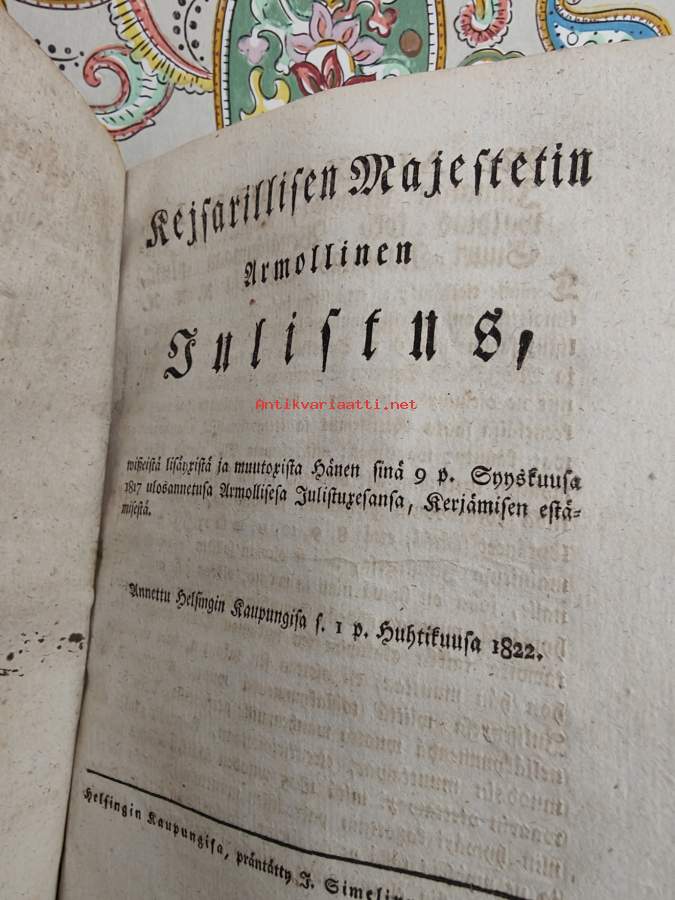 Kejsarillisen Majestetin
Armollinen
Julistus,
Antikvariaatti.net
wißeistä lisäyxistä ja muutoxista Hänen sinä 9 p. Syyskuusa
1817 ulosannetusa Armollisesa Julistuxesansa, Kerjämisen estä-
misestä.
Annettu Helsingin Kaupungisa s. 1 p. Huhtikuusa 1822.
Helsingin Kaupungisa, präntätty J. Simelin